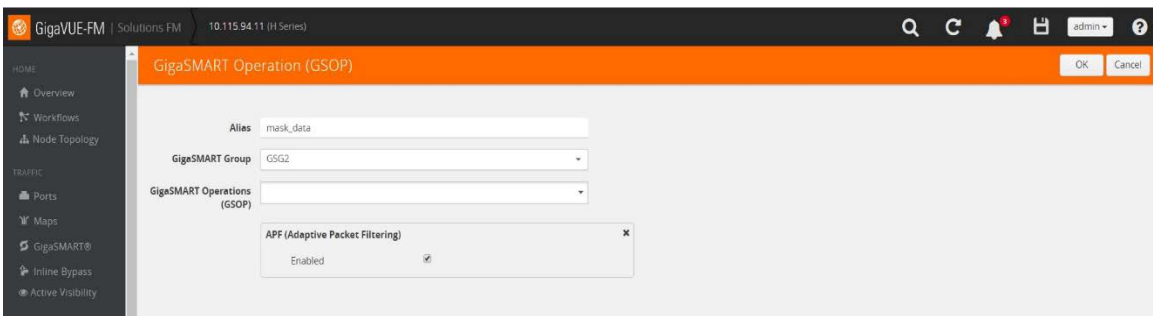 GigaVUE-FM | Solutions FM 10.115.94.11 (H Series) 3 admin ?
GigaSMART Operation (GSOP) OK Cancel
HOME
Overview
Workflows
Node Topology
TRAFFIC
Ports
Maps
GigaSMART®
Inline Bypass
Active Visibility
Alias mask_data
GigaSMART Group GSG2
GigaSMART Operations
(GSOP)
APF (Adaptive Packet Filtering) x
Enabled